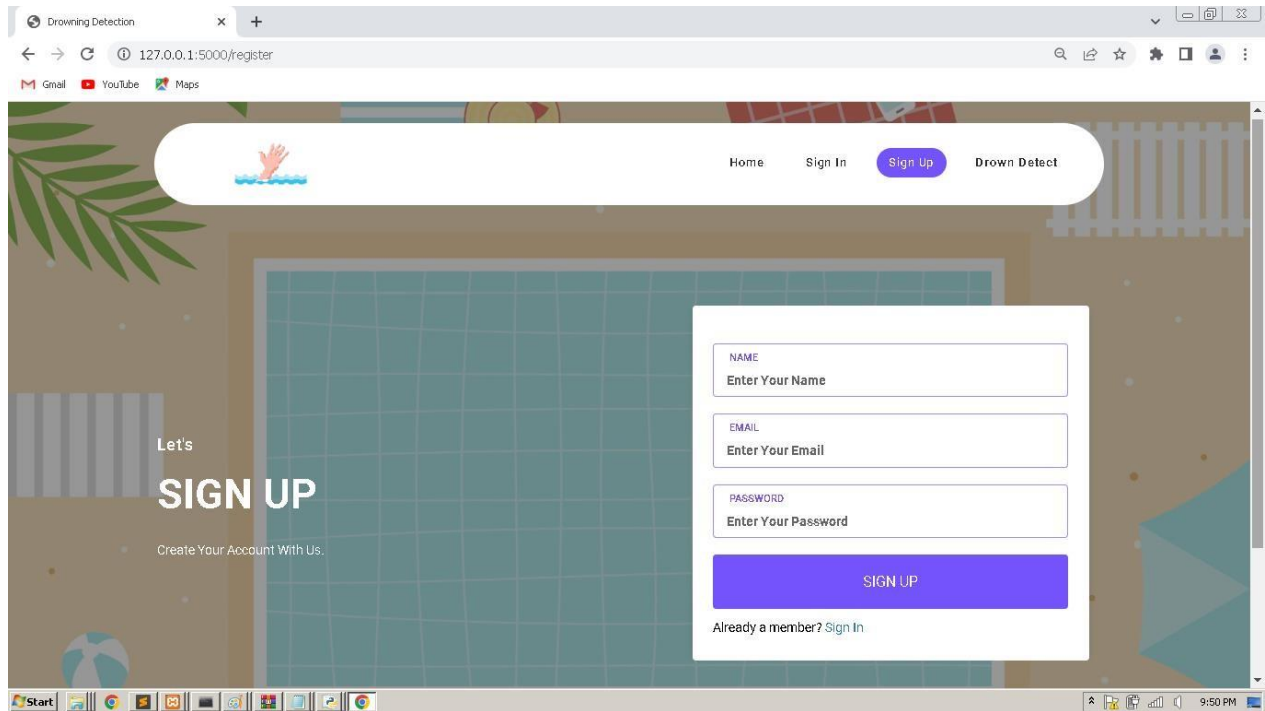 Drowning Detection
127.0.0.1:5000/register
Gmail YouTube Maps
Home Sign In Sign Up Drown Detect
Let's
SIGN UP
Create Your Account With Us.
NAME
Enter Your Name
EMAIL
Enter Your Email
PASSWORD
Enter Your Password
SIGN UP
Already a member? Sign In
Start 9:50 PM